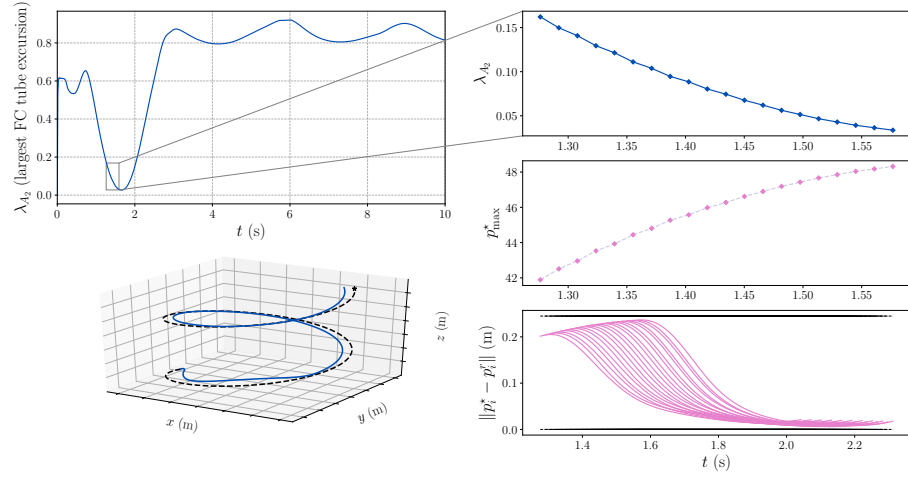 λ_{A_2} (largest FC tube excursion)
0.8
0.6
0.4
0.2
0.0
0 2 4 6 8 10
t (s)
λ_{A_2}
0.15
0.10
0.05
1.30 1.35 1.40 1.45 1.50 1.55
p^⋆_{max}
48
46
44
42
1.30 1.35 1.40 1.45 1.50 1.55
x (m)
y (m)
z (m)
||p^⋆_i − p^r_i|| (m)
0.2
0.1
0.0
1.4 1.6 1.8 2.0 2.2
t (s)